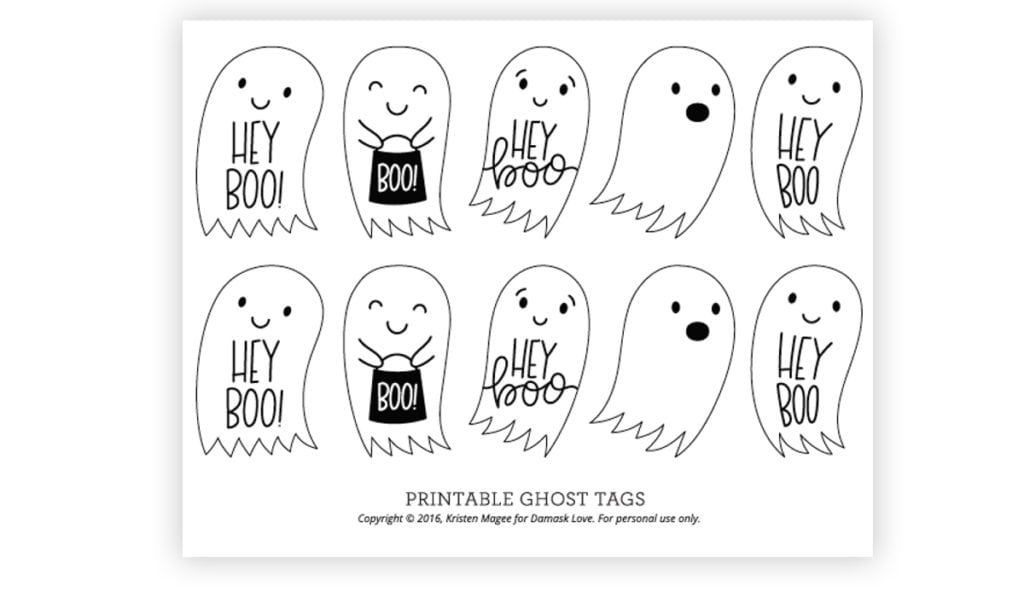 HEY
BOO!
BOO!
HEY
boo
HEY
BOO
HEY
BOO!
BOO!
HEY
boo
HEY
BOO
PRINTABLE GHOST TAGS
Copyright © 2016, Kristen Magee for Damask Love. For personal use only.